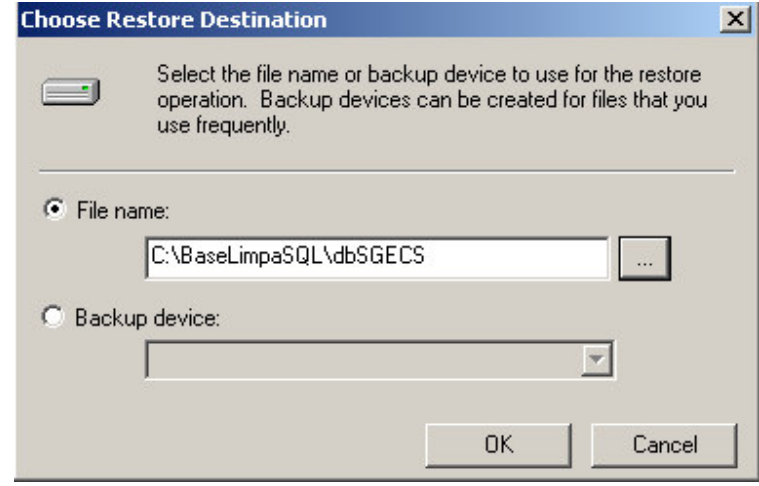 Choose Restore Destination
Select the file name or backup device to use for the restore
operation. Backup devices can be created for files that you
use frequently.
File name:
C:\BaseLimpaSQL\dbSGECS
...
Backup device:
OK Cancel